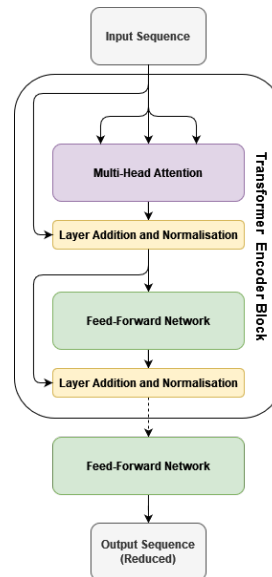 Input Sequence
Multi-Head Attention
Layer Addition and Normalisation
Feed-Forward Network
Layer Addition and Normalisation
Transformer Encoder Block
Feed-Forward Network
Output Sequence
(Reduced)